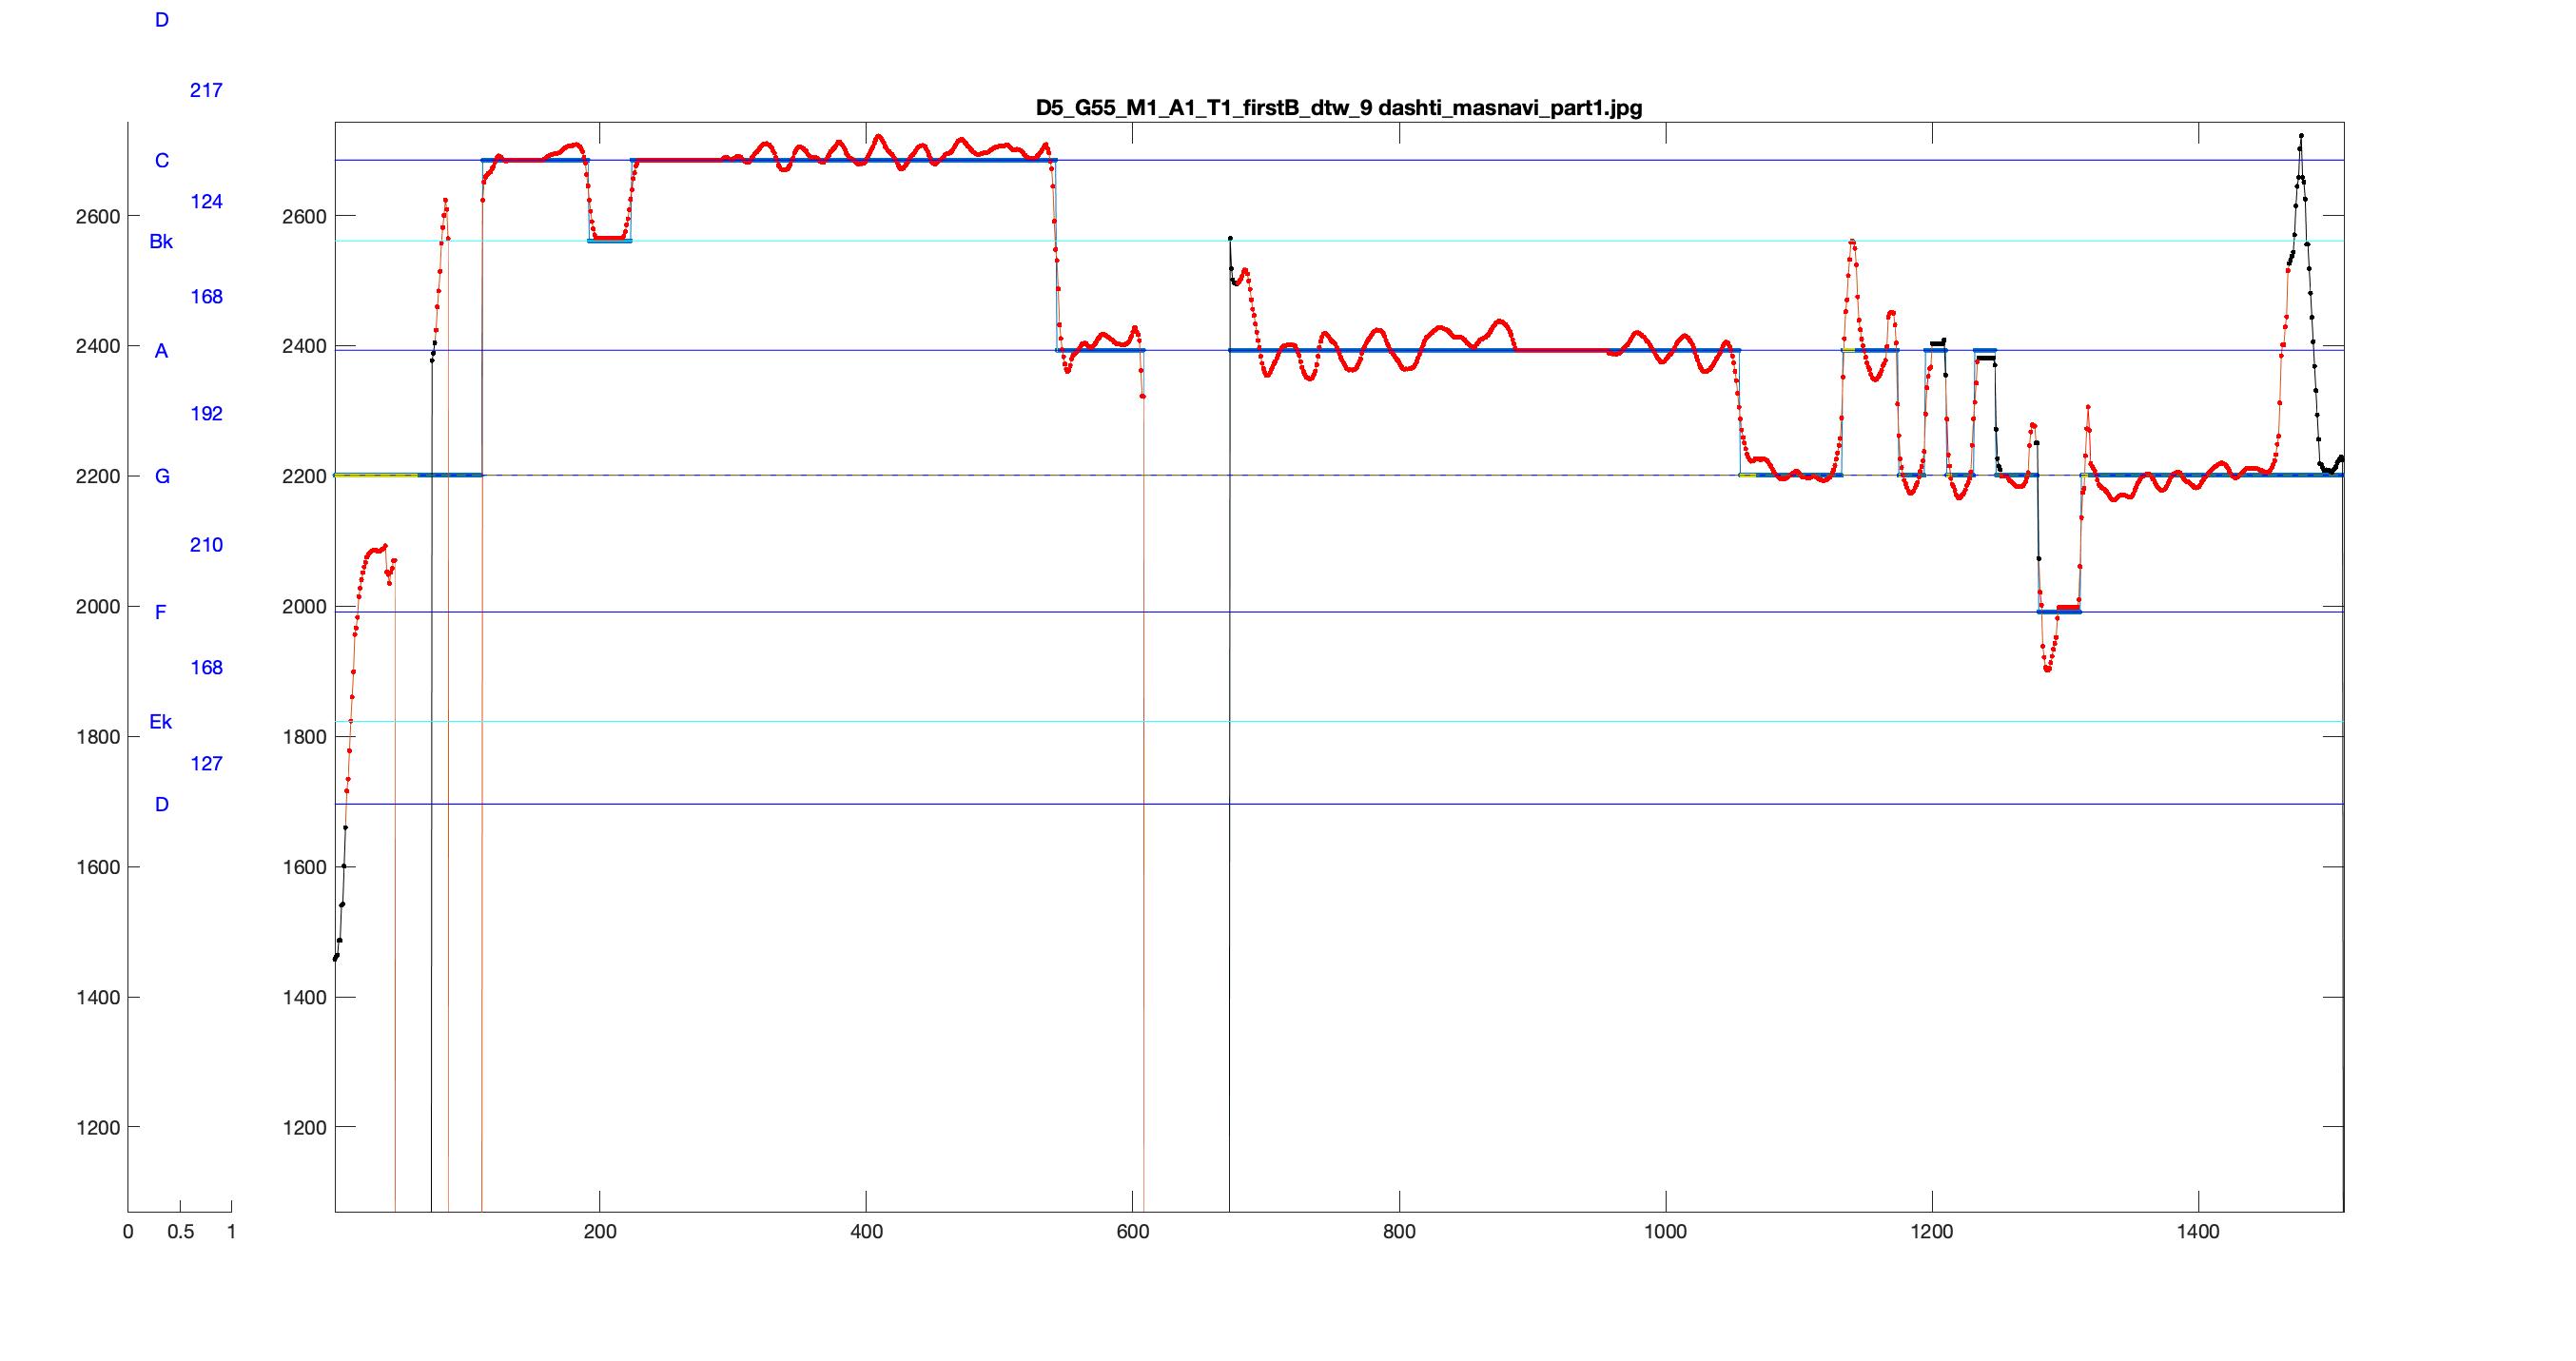 D
217
D5_G55_M1_A1_T1_firstB_dtw_9 dashti_masnavi_part1.jpg
C
124
2600 2600
Bk
168
2400 A 2400
192
2200 G 2200
210
2000 F 2000
168
Ek
1800 1800
127
D
1600 1600
1400 1400
1200 1200
0 0.5 1 200 400 600 800 1000 1200 1400